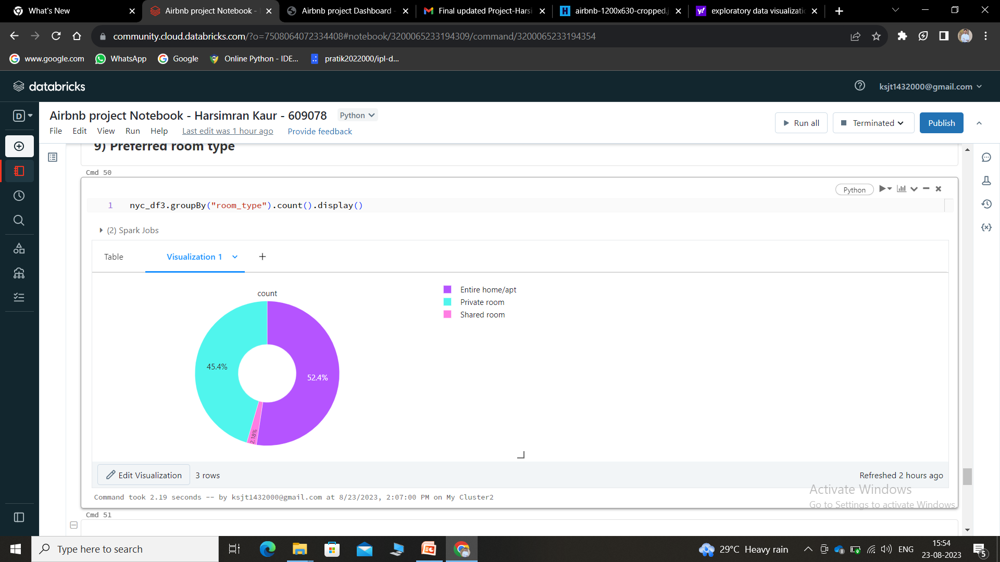 What's New
Airbnb project Notebook -
Airbnb project Dashboard -
Final updated Project-Harsi
airbnb-1200x630-cropped.j
exploratory data visualizatio
community.cloud.databricks.com/?o=7508064072334408#notebook/3200065233194309/command/3200065233194354
www.google.com
WhatsApp
Google
Online Python - IDE...
pratik2022000/ipl-d...
databricks
ksjt1432000@gmail.com
D
Airbnb project Notebook - Harsimran Kaur - 609078
Python
File Edit View Run Help Last edit was 1 hour ago Provide feedback
Run all
Terminated
Publish
9) Preferred room type
Cmd 50
Python
1 nyc_df3.groupBy("room_type").count().display()
(2) Spark Jobs
Table
Visualization 1
+
count
Entire home/apt
Private room
Shared room
45.4%
52.4%
2.18%
Edit Visualization
3 rows
Refreshed 2 hours ago
Command took 2.19 seconds -- by ksjt1432000@gmail.com at 8/23/2023, 2:07:00 PM on My Cluster2
Activate Windows
Go to Settings to activate Windows.
Cmd 51
Type here to search
29°C Heavy rain
ENG
15:54
23-08-2023
5